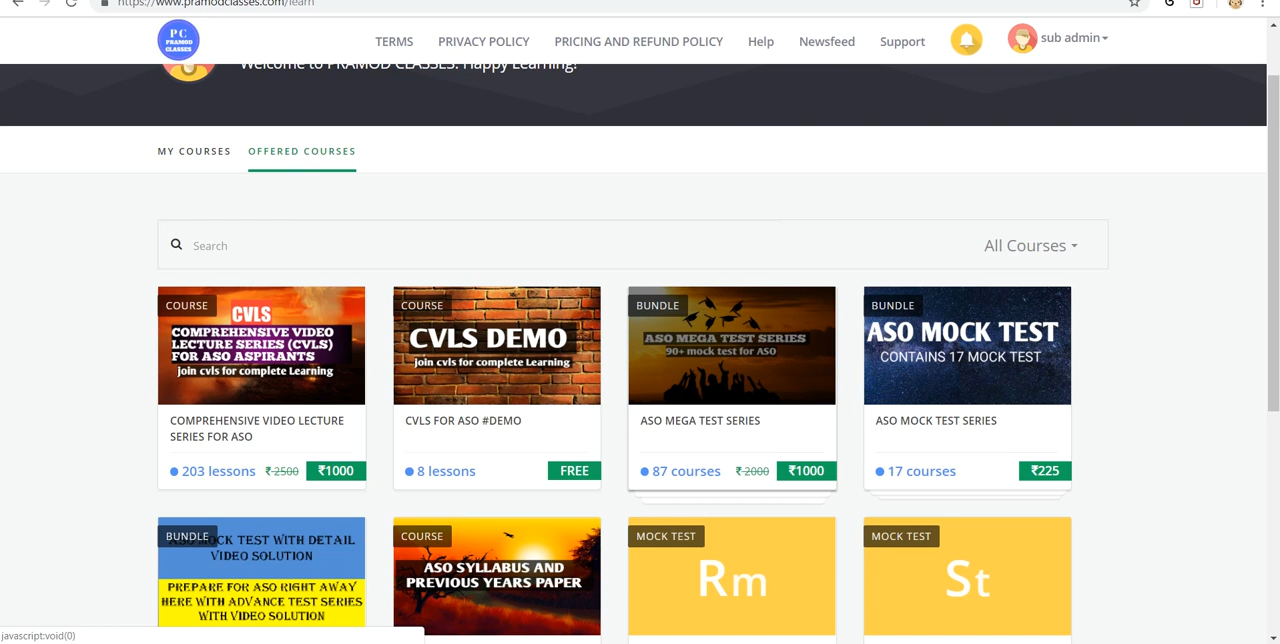 https://www.pramodclasses.com/learn
P C
PRAMOD
CLASSES
TERMS
PRIVACY POLICY
PRICING AND REFUND POLICY
Help
Newsfeed
Support
sub admin
Welcome to PRAMOD CLASSES. Happy Learning!
MY COURSES
OFFERED COURSES
Search
All Courses
COURSE
CVLS
COMPREHENSIVE VIDEO
LECTURE SERIES (CVLS)
FOR ASO ASPIRANTS
join cvls for complete Learning
COMPREHENSIVE VIDEO LECTURE
SERIES FOR ASO
203 lessons ₹2500 ₹1000
COURSE
CVLS DEMO
join cvls for complete Learning
CVLS FOR ASO #DEMO
8 lessons FREE
BUNDLE
ASO MEGA TEST SERIES
90+ mock test for ASO
ASO MEGA TEST SERIES
87 courses ₹2000 ₹1000
BUNDLE
ASO MOCK TEST
CONTAINS 17 MOCK TEST
ASO MOCK TEST SERIES
17 courses ₹225
BUNDLE
ASO MOCK TEST WITH DETAIL
VIDEO SOLUTION
PREPARE FOR ASO RIGHT AWAY
HERE WITH ADVANCE TEST SERIES
WITH VIDEO SOLUTION
COURSE
ASO SYLLABUS AND
PREVIOUS YEARS PAPER
MOCK TEST
Rm
MOCK TEST
St
javascript:void(0)